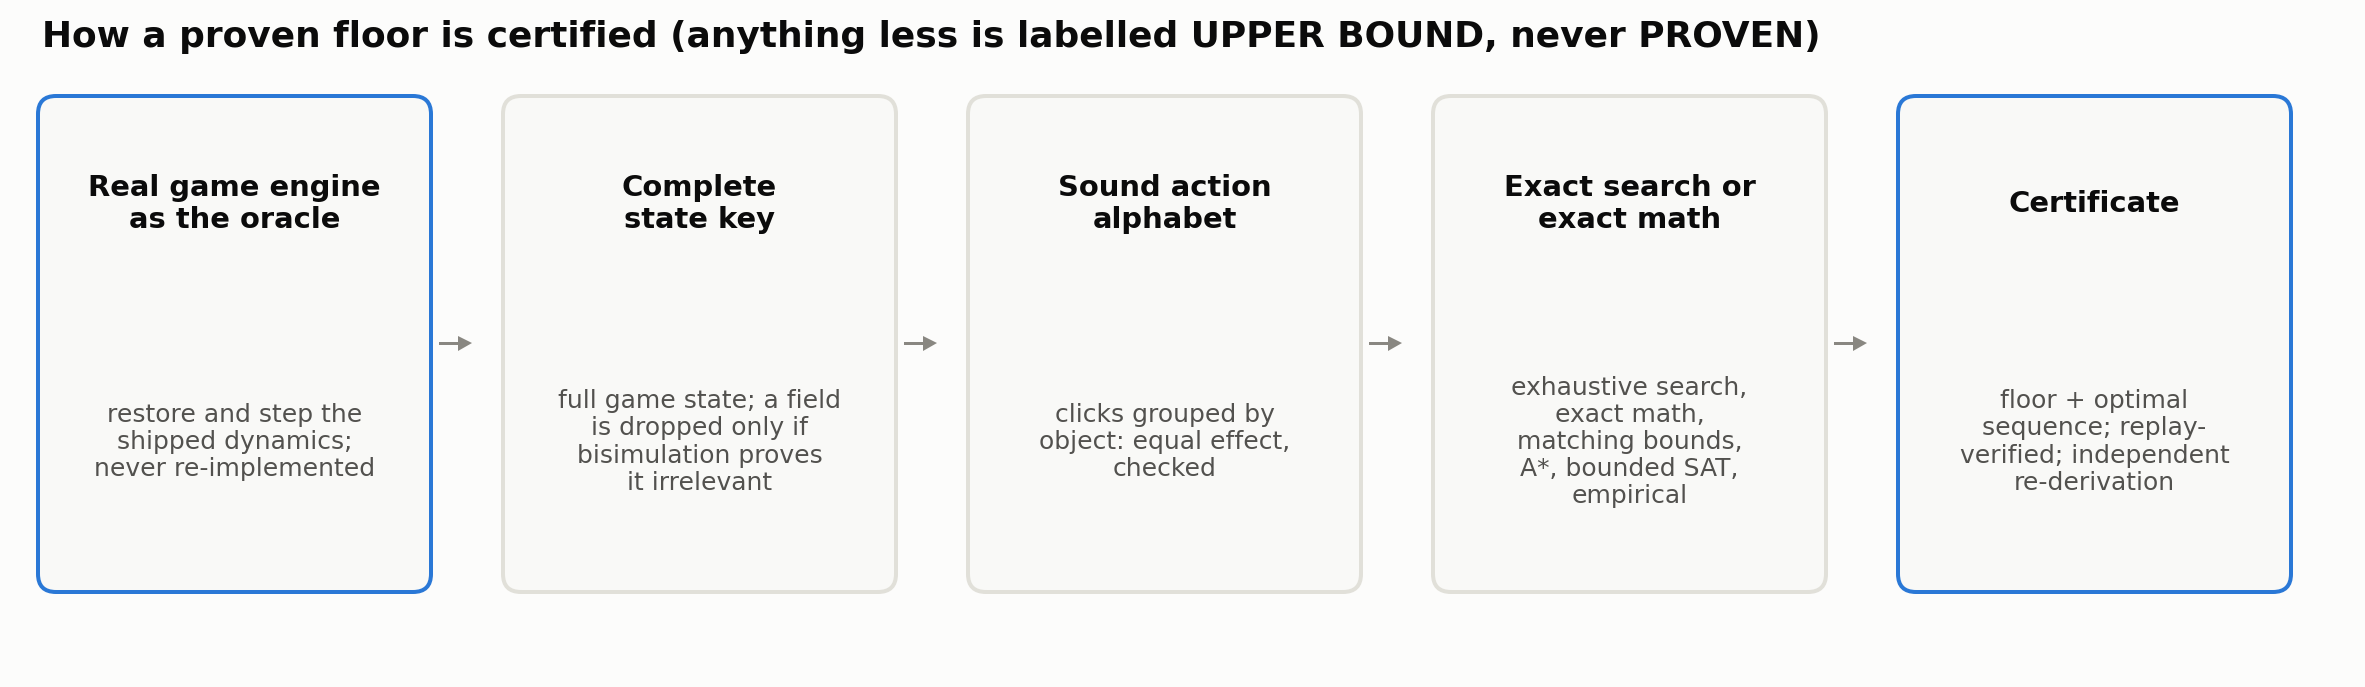 How a proven floor is certified (anything less is labelled UPPER BOUND, never PROVEN)
Real game engine
as the oracle
restore and step the
shipped dynamics;
never re-implemented
Complete
state key
full game state; a field
is dropped only if
bisimulation proves
it irrelevant
Sound action
alphabet
clicks grouped by
object: equal effect,
checked
Exact search or
exact math
exhaustive search,
exact math,
matching bounds,
A*, bounded SAT,
empirical
Certificate
floor + optimal
sequence; replay-
verified; independent
re-derivation